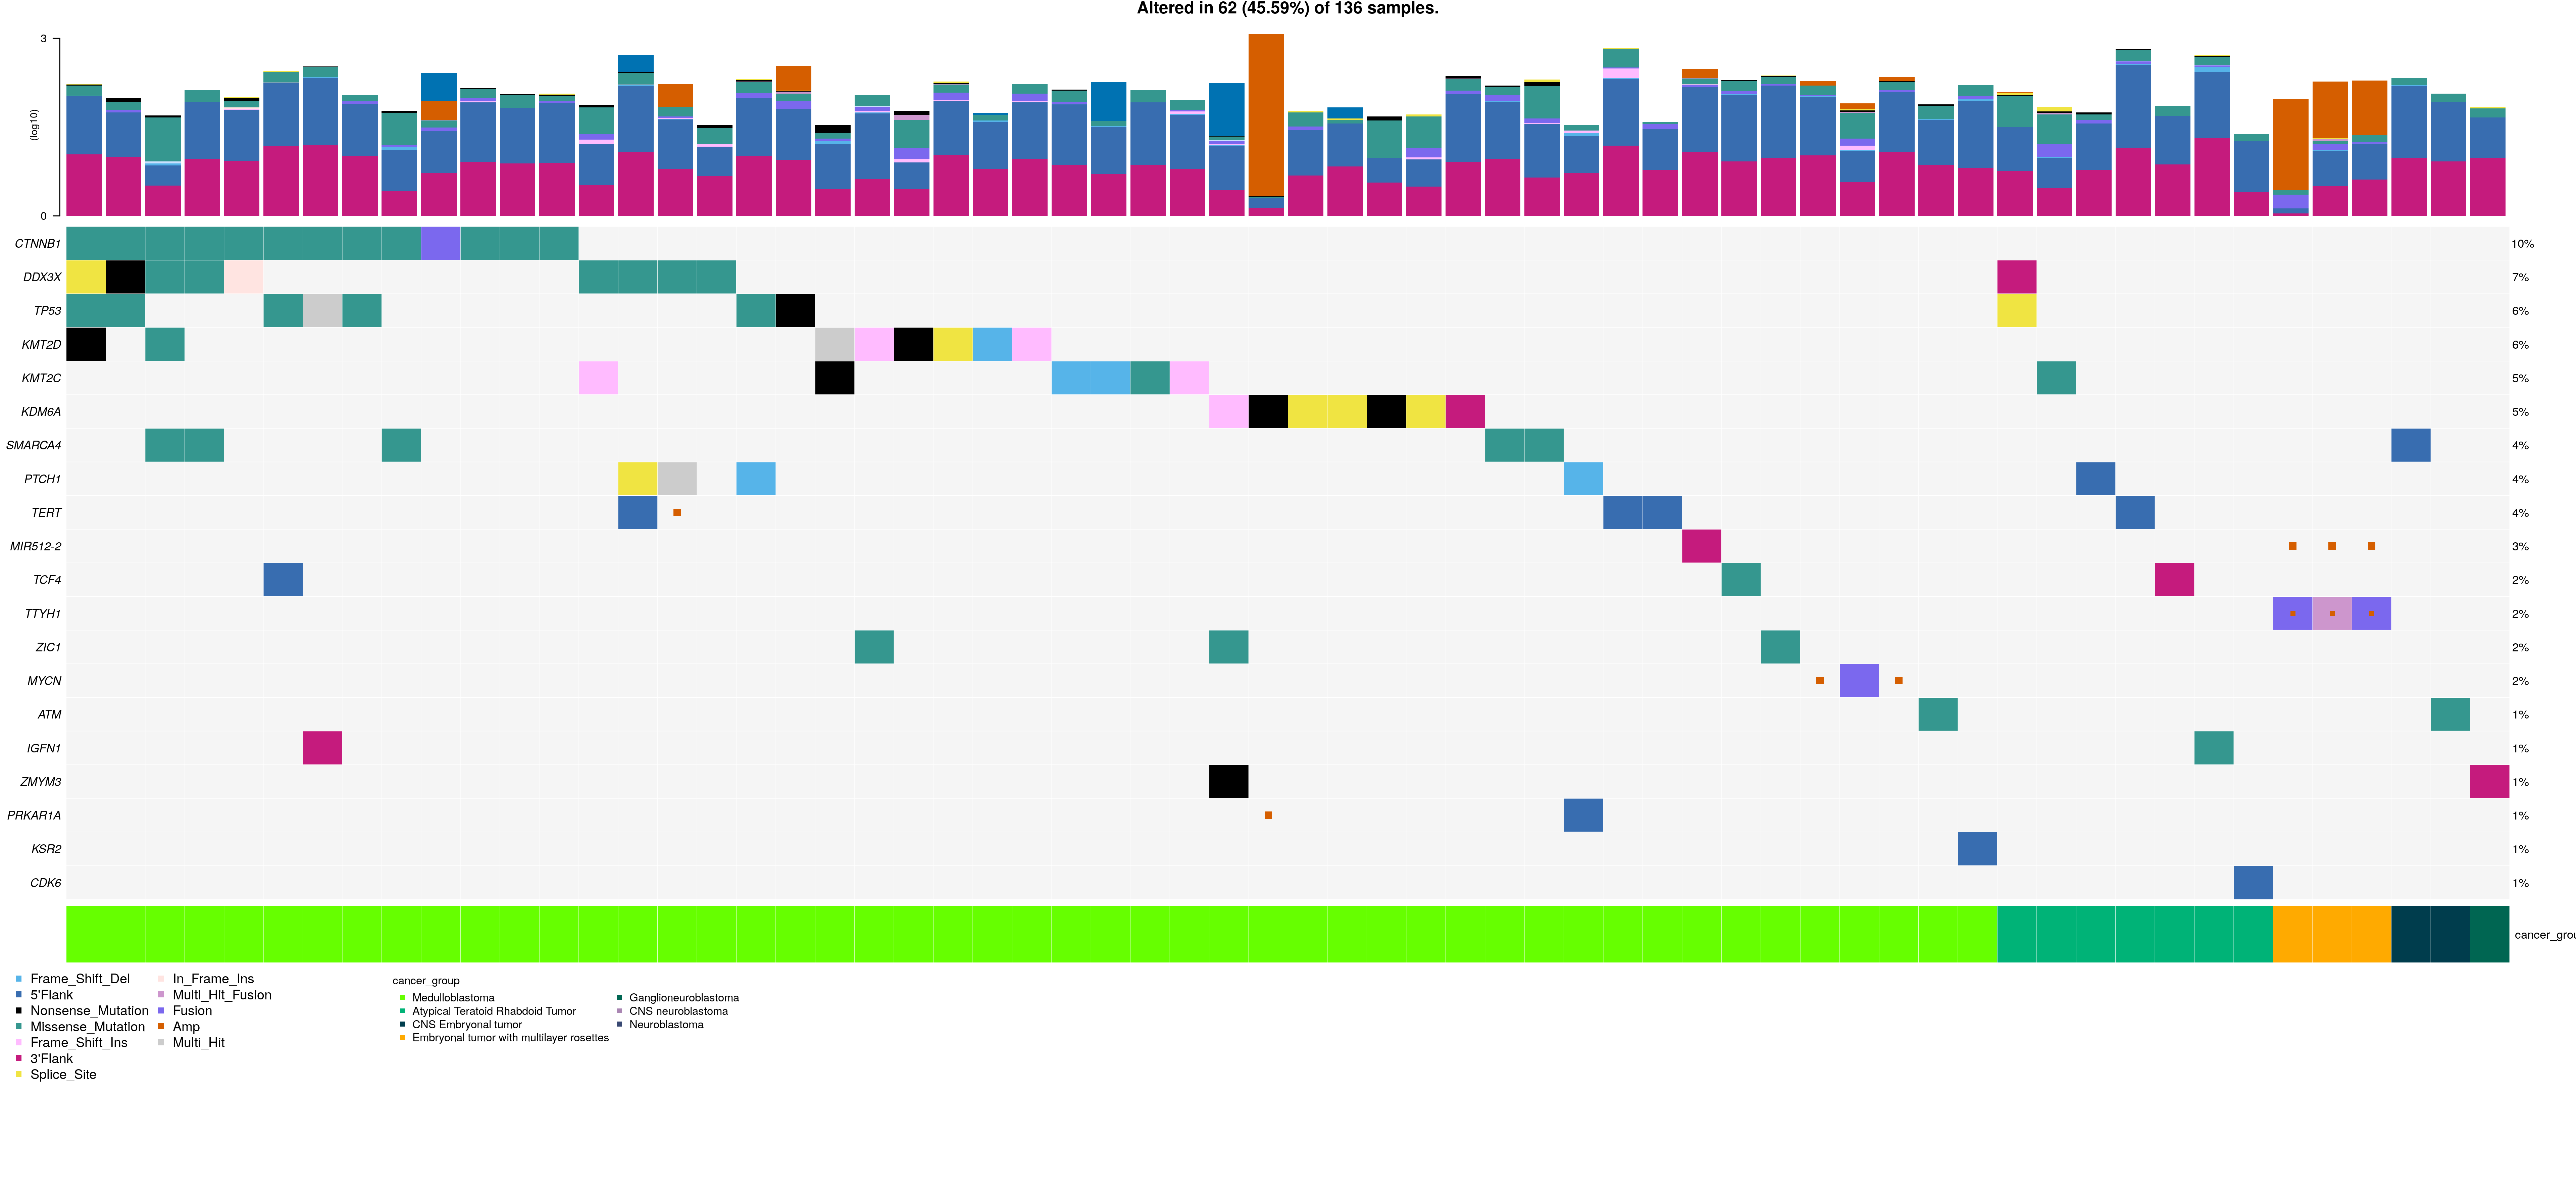 Altered in 62 (45.59%) of 136 samples.
3
(log10)
0
CTNNB1 10%
DDX3X 7%
TP53 6%
KMT2D 6%
KMT2C 5%
KDM6A 5%
SMARCA4 4%
PTCH1 4%
TERT 4%
MIR512-2 3%
TCF4 2%
TTYH1 2%
ZIC1 2%
MYCN 2%
ATM 1%
IGFN1 1%
ZMYM3 1%
PRKAR1A 1%
KSR2 1%
CDK6 1%
cancer_grou
Frame_Shift_Del
5'Flank
Nonsense_Mutation
Missense_Mutation
Frame_Shift_Ins
3'Flank
Splice_Site
In_Frame_Ins
Multi_Hit_Fusion
Fusion
Amp
Multi_Hit
cancer_group
Medulloblastoma
Atypical Teratoid Rhabdoid Tumor
CNS Embryonal tumor
Embryonal tumor with multilayer rosettes
Ganglioneuroblastoma
CNS neuroblastoma
Neuroblastoma